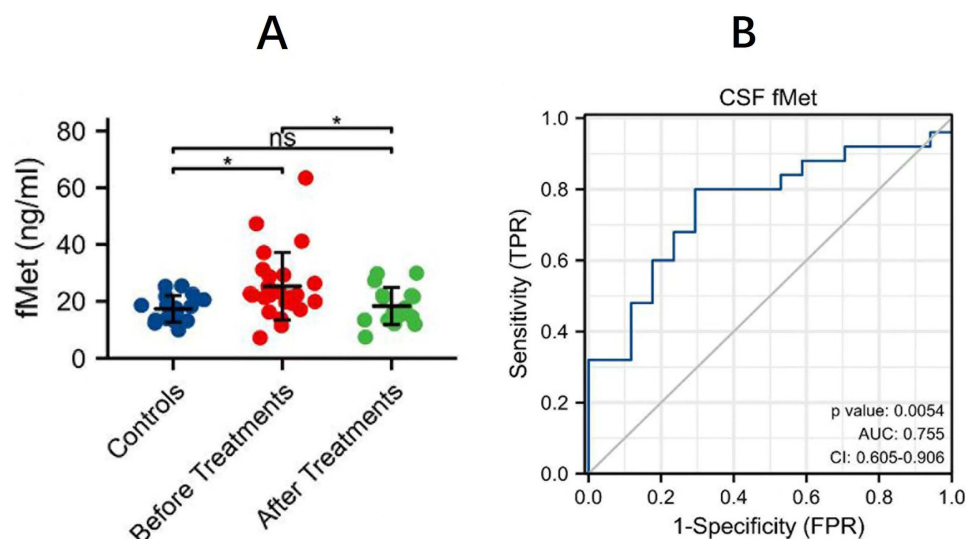 A
B
fMet (ng/ml)
80
60
40
20
0
*
ns
*
Controls
Before Treatments
After Treatments
CSF fMet
Sensitivity (TPR)
1.0
0.8
0.6
0.4
0.2
0.0
p value: 0.0054
AUC: 0.755
CI: 0.605-0.906
0.0 0.2 0.4 0.6 0.8 1.0
1-Specificity (FPR)